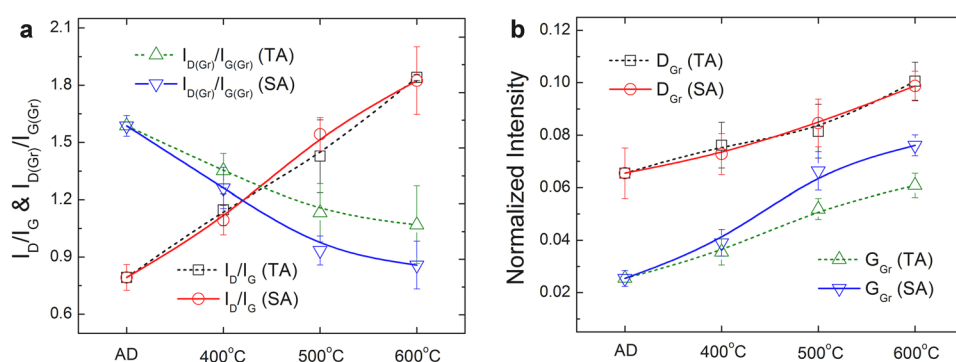 a
I_D/I_G & I_D(Gr)/I_G(Gr)
2.1
1.8
1.5
1.2
0.9
0.6
I_D(Gr)/I_G(Gr) (TA)
I_D(Gr)/I_G(Gr) (SA)
I_D/I_G (TA)
I_D/I_G (SA)
AD 400°C 500°C 600°C
b
Normalized Intensity
0.12
0.10
0.08
0.06
0.04
0.02
D_Gr (TA)
D_Gr (SA)
G_Gr (TA)
G_Gr (SA)
AD 400°C 500°C 600°C